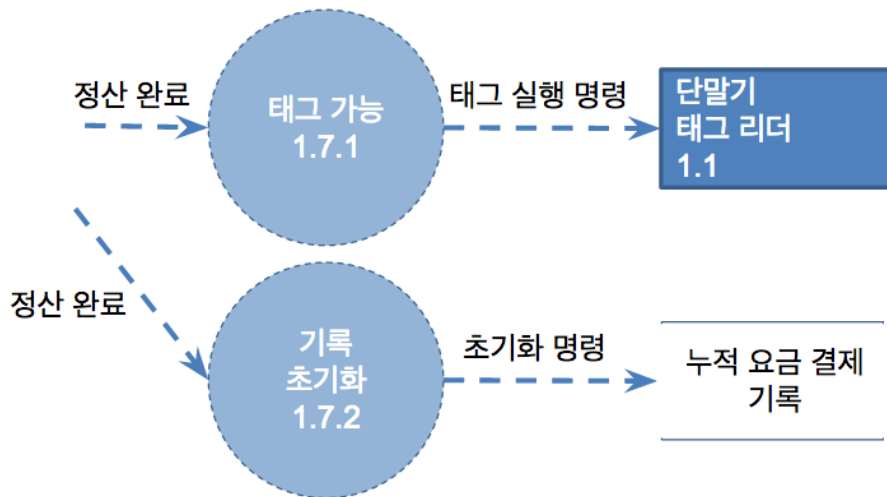 정산 완료
태그 가능
1.7.1
태그 실행 명령
단말기
태그 리더
1.1
정산 완료
기록
초기화
1.7.2
초기화 명령
누적 요금 결제
기록